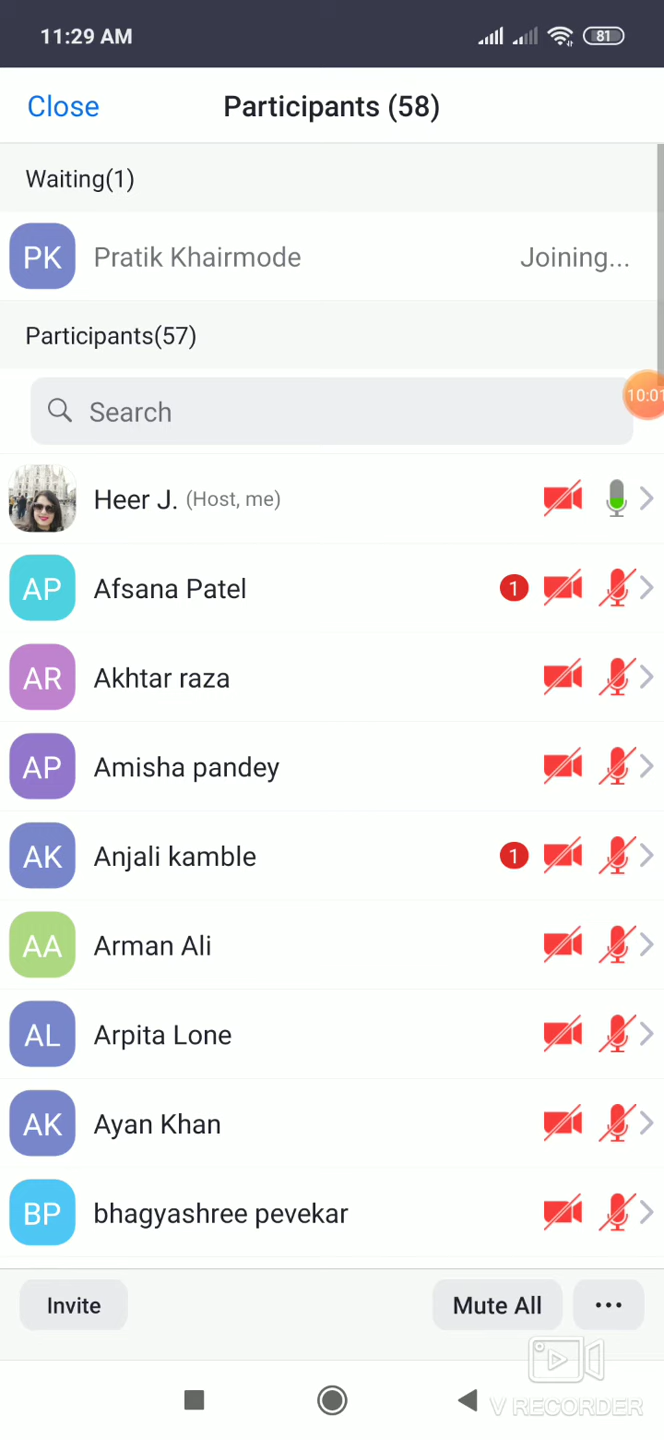 11:29 AM 81
Close Participants (58)
Waiting(1)
PK Pratik Khairmode Joining...
Participants(57)
Search 10:01
Heer J. (Host, me)
AP Afsana Patel 1
AR Akhtar raza
AP Amisha pandey
AK Anjali kamble 1
AA Arman Ali
AL Arpita Lone
AK Ayan Khan
BP bhagyashree pevekar
Invite Mute All ...
V RECORDER